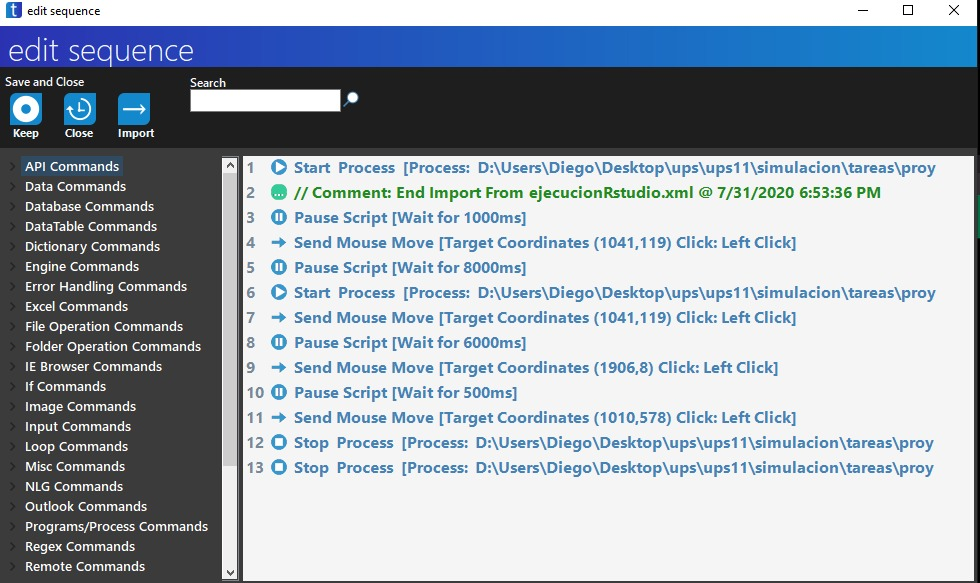 edit sequence
edit sequence
Save and Close
Search
Keep
Close
Import
API Commands
Data Commands
Database Commands
DataTable Commands
Dictionary Commands
Engine Commands
Error Handling Commands
Excel Commands
File Operation Commands
Folder Operation Commands
IE Browser Commands
If Commands
Image Commands
Input Commands
Loop Commands
Misc Commands
NLG Commands
Outlook Commands
Programs/Process Commands
Regex Commands
Remote Commands
1 Start Process [Process: D:\Users\Diego\Desktop\ups\ups11\simulacion\tareas\proy
2 // Comment: End Import From ejecucionRstudio.xml @ 7/31/2020 6:53:36 PM
3 Pause Script [Wait for 1000ms]
4 Send Mouse Move [Target Coordinates (1041,119) Click: Left Click]
5 Pause Script [Wait for 8000ms]
6 Start Process [Process: D:\Users\Diego\Desktop\ups\ups11\simulacion\tareas\proy
7 Send Mouse Move [Target Coordinates (1041,119) Click: Left Click]
8 Pause Script [Wait for 6000ms]
9 Send Mouse Move [Target Coordinates (1906,8) Click: Left Click]
10 Pause Script [Wait for 500ms]
11 Send Mouse Move [Target Coordinates (1010,578) Click: Left Click]
12 Stop Process [Process: D:\Users\Diego\Desktop\ups\ups11\simulacion\tareas\proy
13 Stop Process [Process: D:\Users\Diego\Desktop\ups\ups11\simulacion\tareas\proy